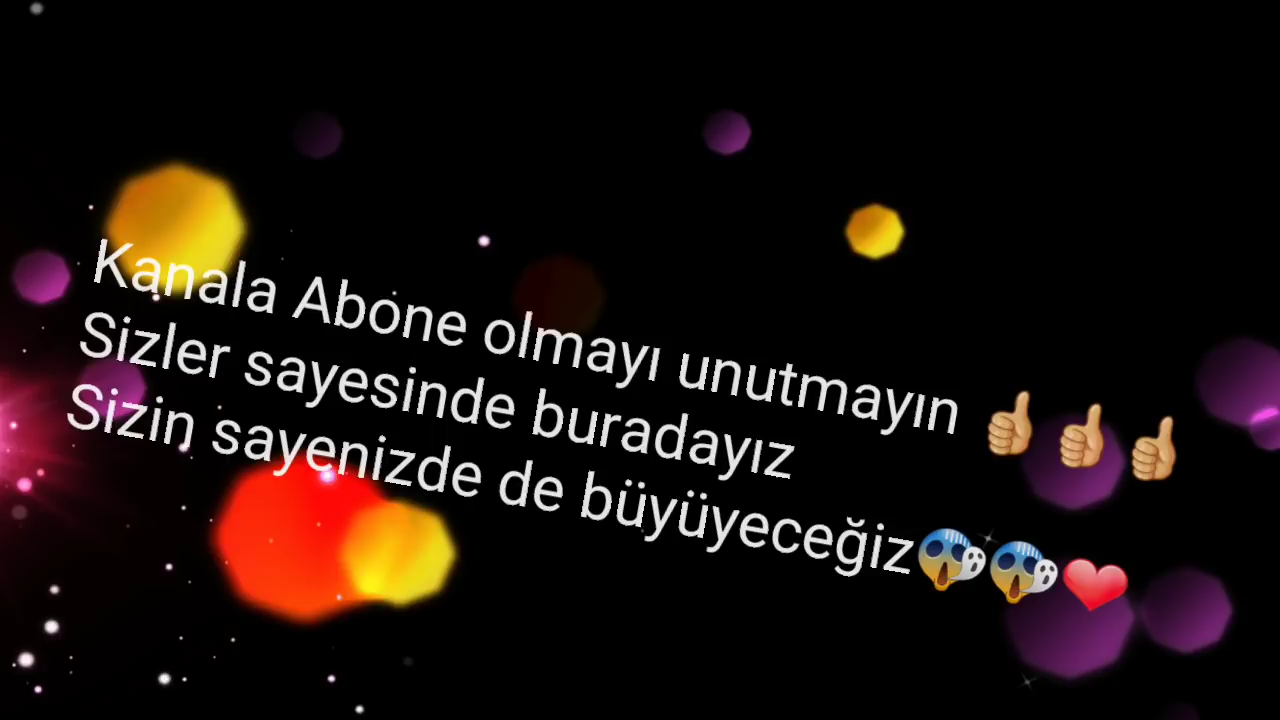 Kanala Abone olmayı unutmayın 👍🏼👍🏼👍🏼
Sizler sayesinde buradayız
Sizin sayenizde de büyüyeceğiz😱😱❤